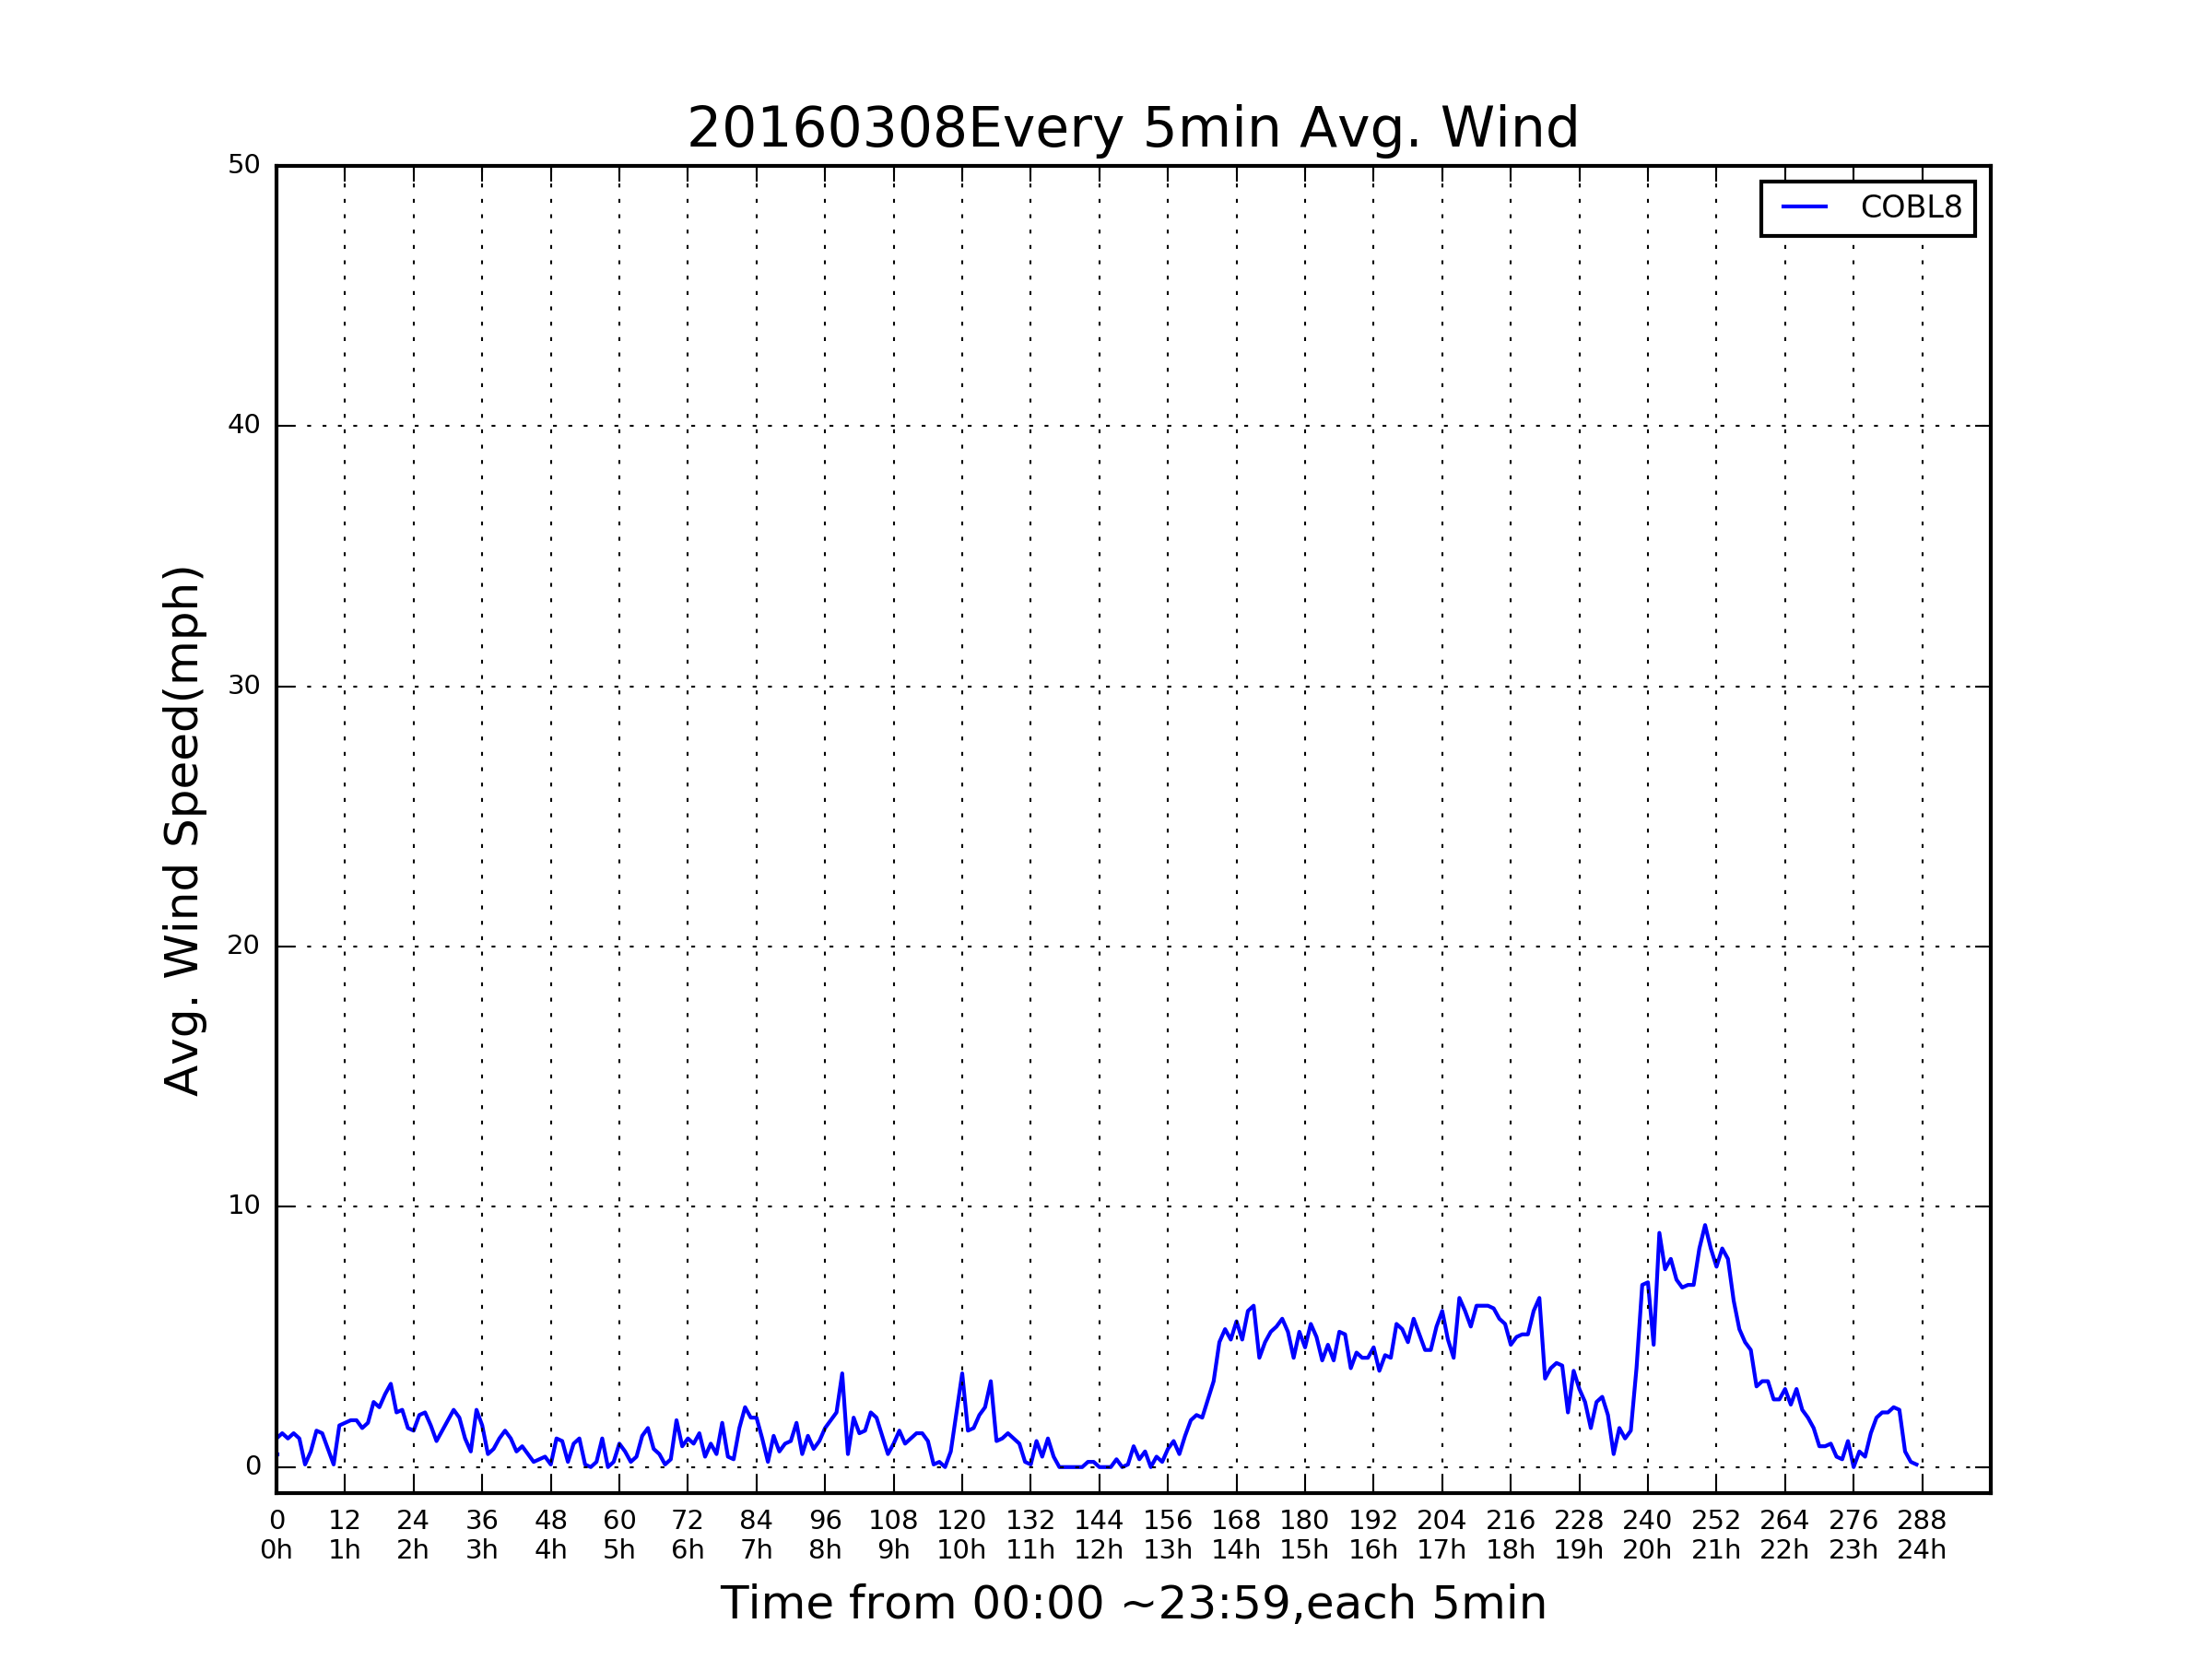 20160308Every 5min Avg. Wind
COBL8
Avg. Wind Speed(mph)
50
40
30
20
10
0
0 12 24 36 48 60 72 84 96 108 120 132 144 156 168 180 192 204 216 228 240 252 264 276 288
0h 1h 2h 3h 4h 5h 6h 7h 8h 9h 10h 11h 12h 13h 14h 15h 16h 17h 18h 19h 20h 21h 22h 23h 24h
Time from 00:00 ~23:59,each 5min